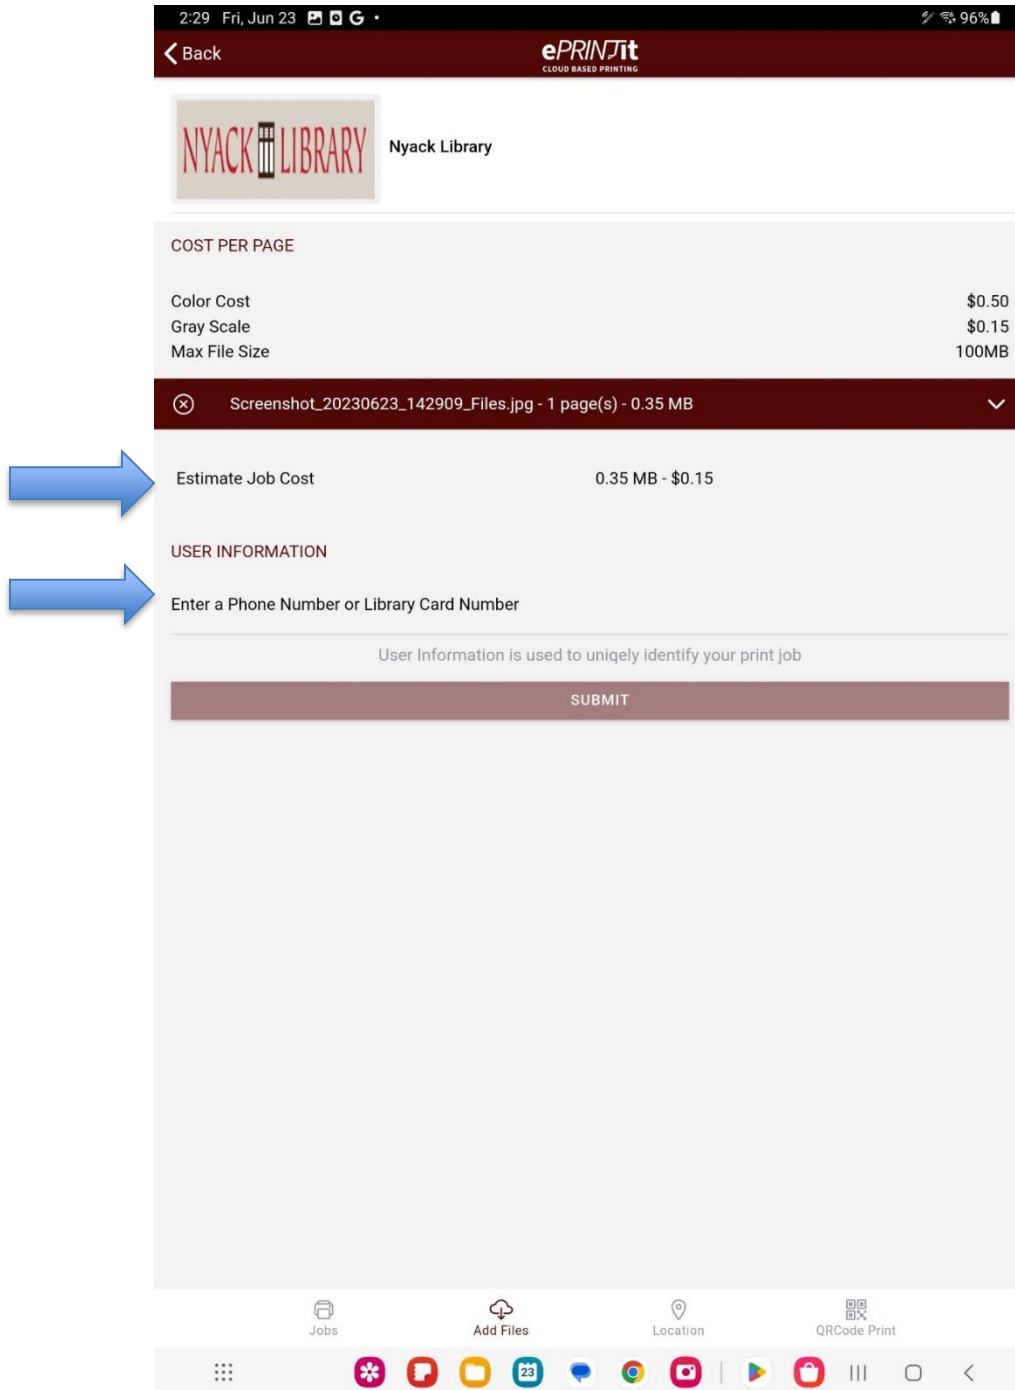 2:29 Fri, Jun 23 G
96%
Back
ePRINTit
CLOUD BASED PRINTING
NYACK LIBRARY
Nyack Library
COST PER PAGE
Color Cost $0.50
Gray Scale $0.15
Max File Size 100MB
Screenshot_20230623_142909_Files.jpg - 1 page(s) - 0.35 MB
Estimate Job Cost 0.35 MB - $0.15
USER INFORMATION
Enter a Phone Number or Library Card Number
User Information is used to uniqely identify your print job
SUBMIT
Jobs
Add Files
Location
QRCode Print
23